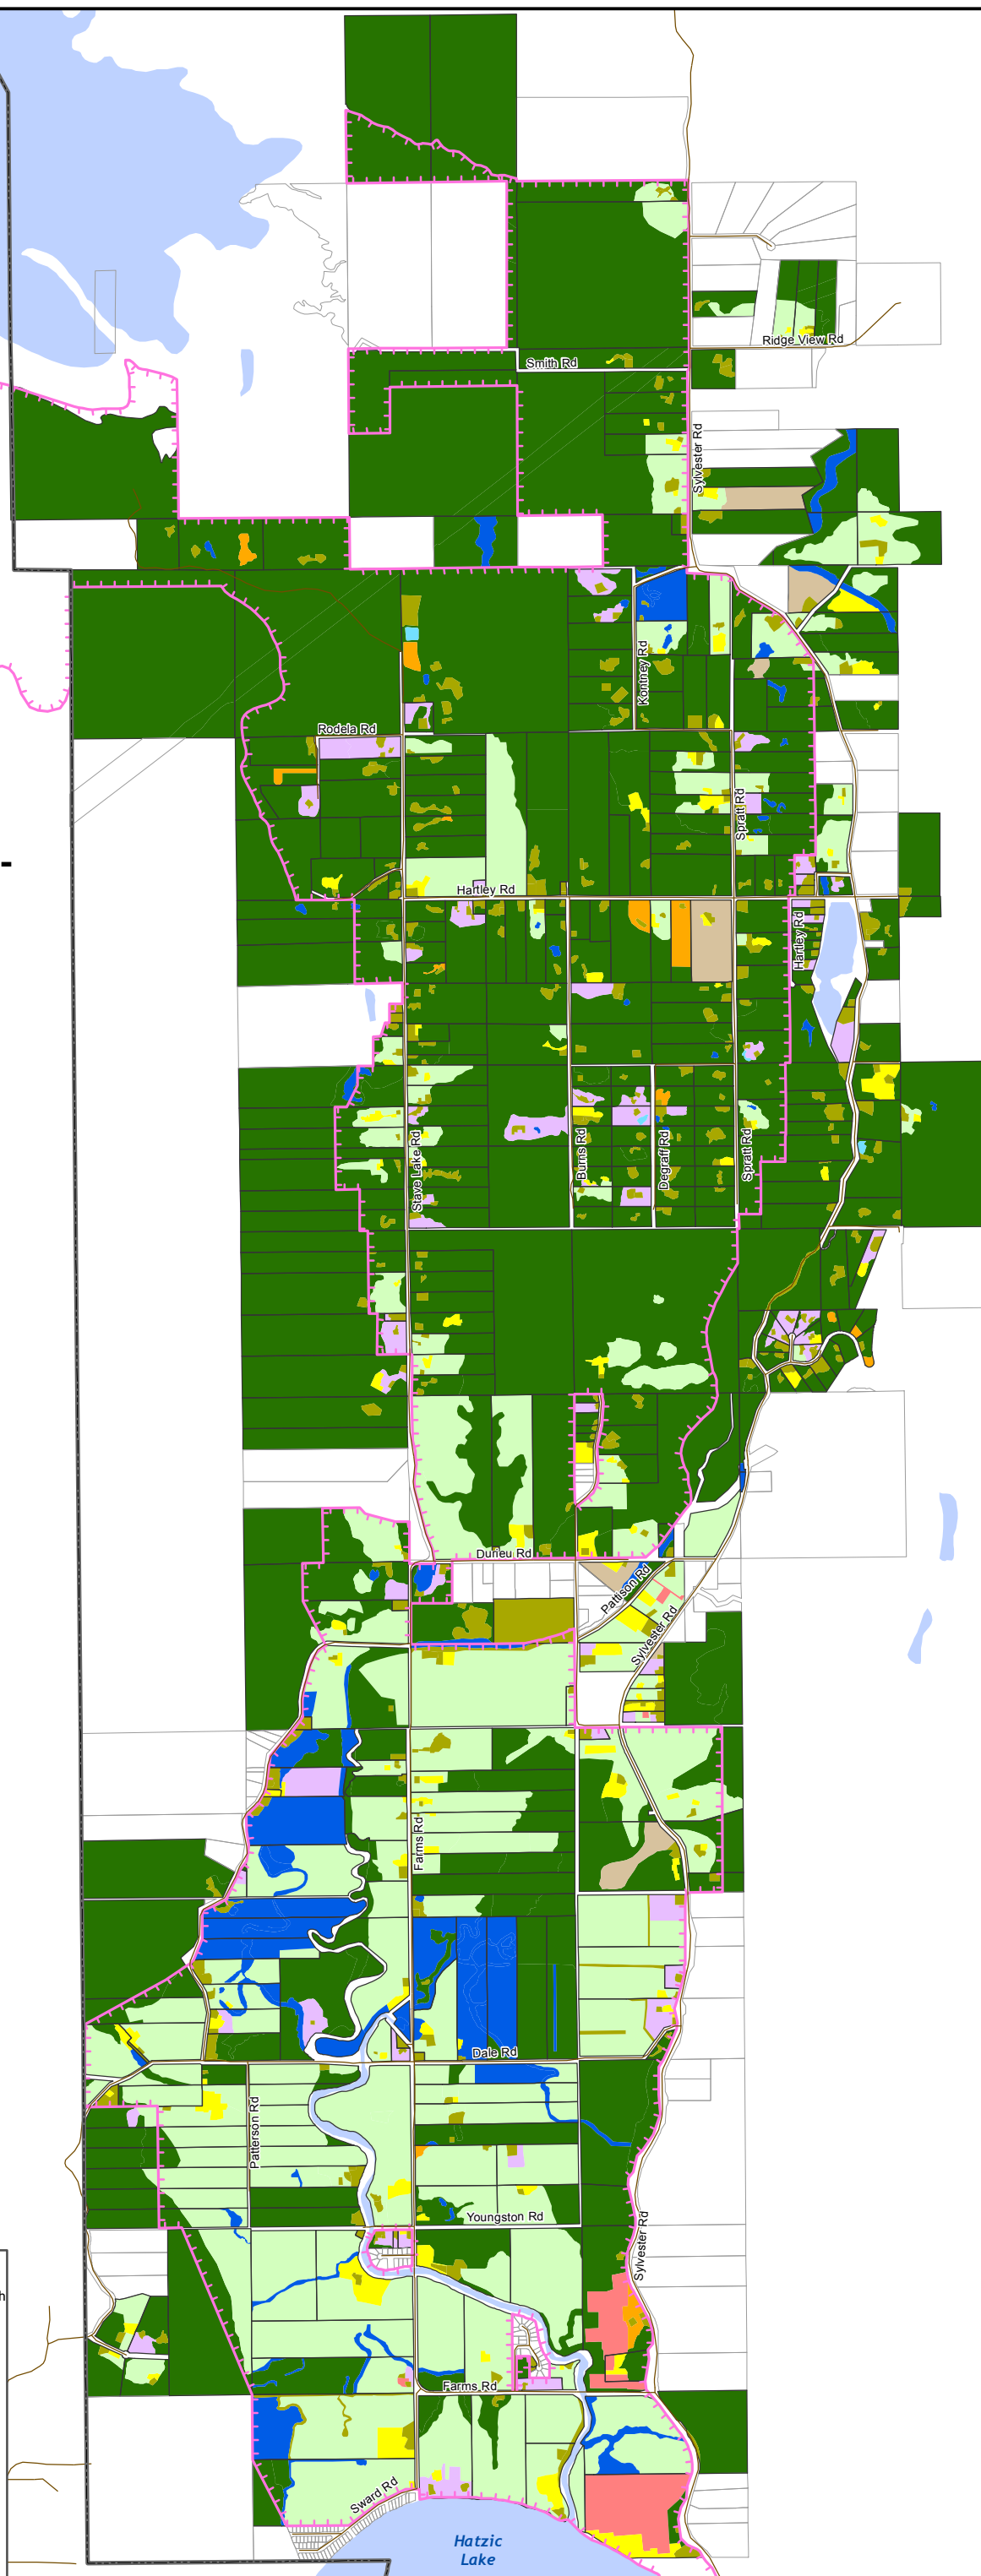 Smith Rd
Ridge View Rd
Sylvester Rd
Kontney Rd
Rodela Rd
Spratt Rd
Hartley Rd
Hartley Rd
Stave Lake Rd
Burns Rd
Degraff Rd
Spratt Rd
Durieu Rd
Pattison Rd
Sylvester Rd
Farms Rd
Dale Rd
Patterson Rd
Youngston Rd
Sylvester Rd
h
Farms Rd
Sward Rd
Hatzic
Lake